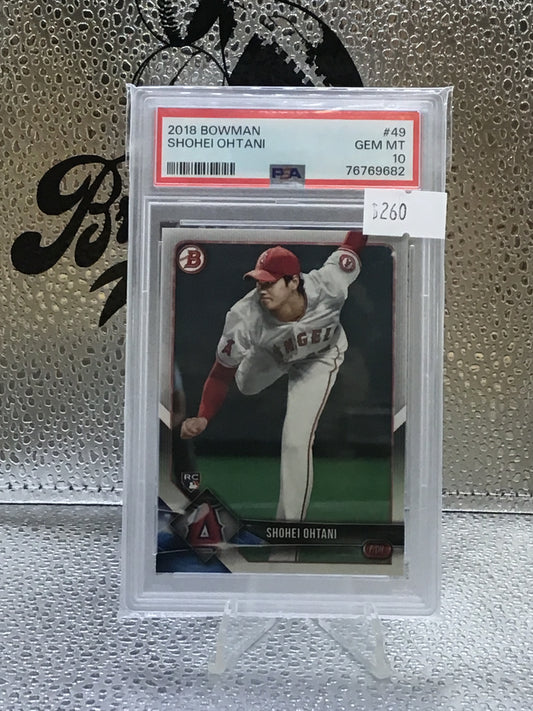 2018 BOWMAN #49
SHOHEI OHTANI GEM MT
10
PSA 76769682
$260
B
A
ANGELS
RC
A
SHOHEI OHTANI